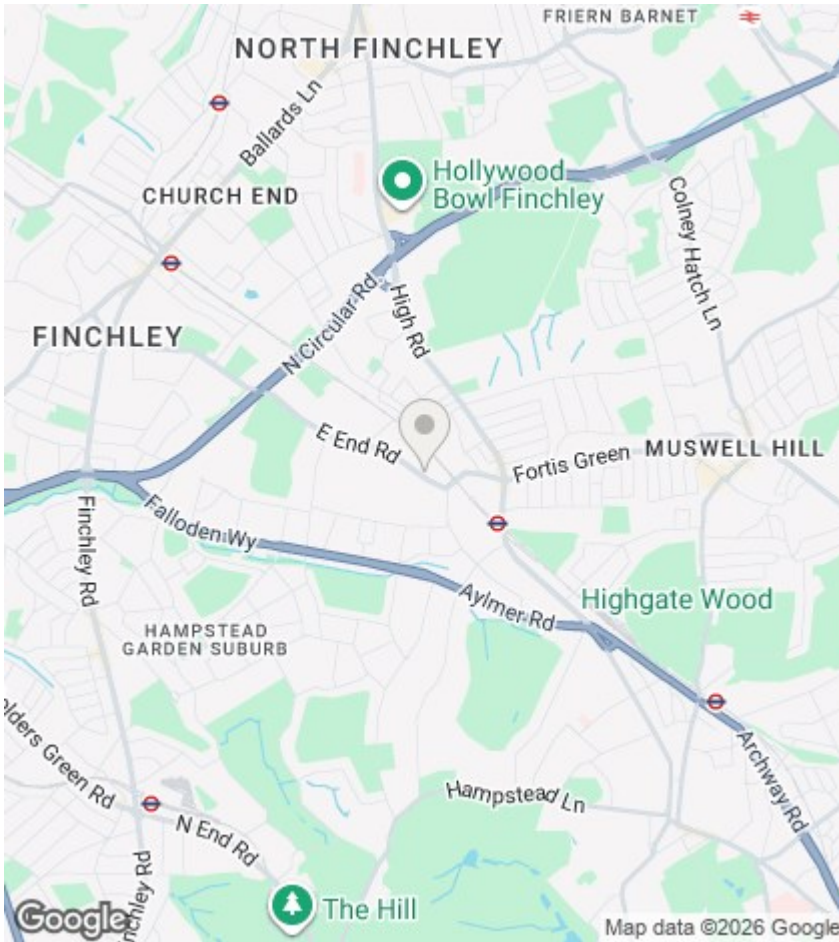 FRIERN BARNET
NORTH FINCHLEY
Ballards Ln
Hollywood
Bowl Finchley
CHURCH END
Colney Hatch Ln
N Circular Rd
High Rd
FINCHLEY
E End Rd
Fortis Green
MUSWELL HILL
Falloden Wy
Finchley Rd
Aylmer Rd
Highgate Wood
HAMPSTEAD
GARDEN SUBURB
olders Green Rd
Archway Rd
Hampstead Ln
N End Rd
inchley Rd
The Hill
Google
Map data ©2026 Google